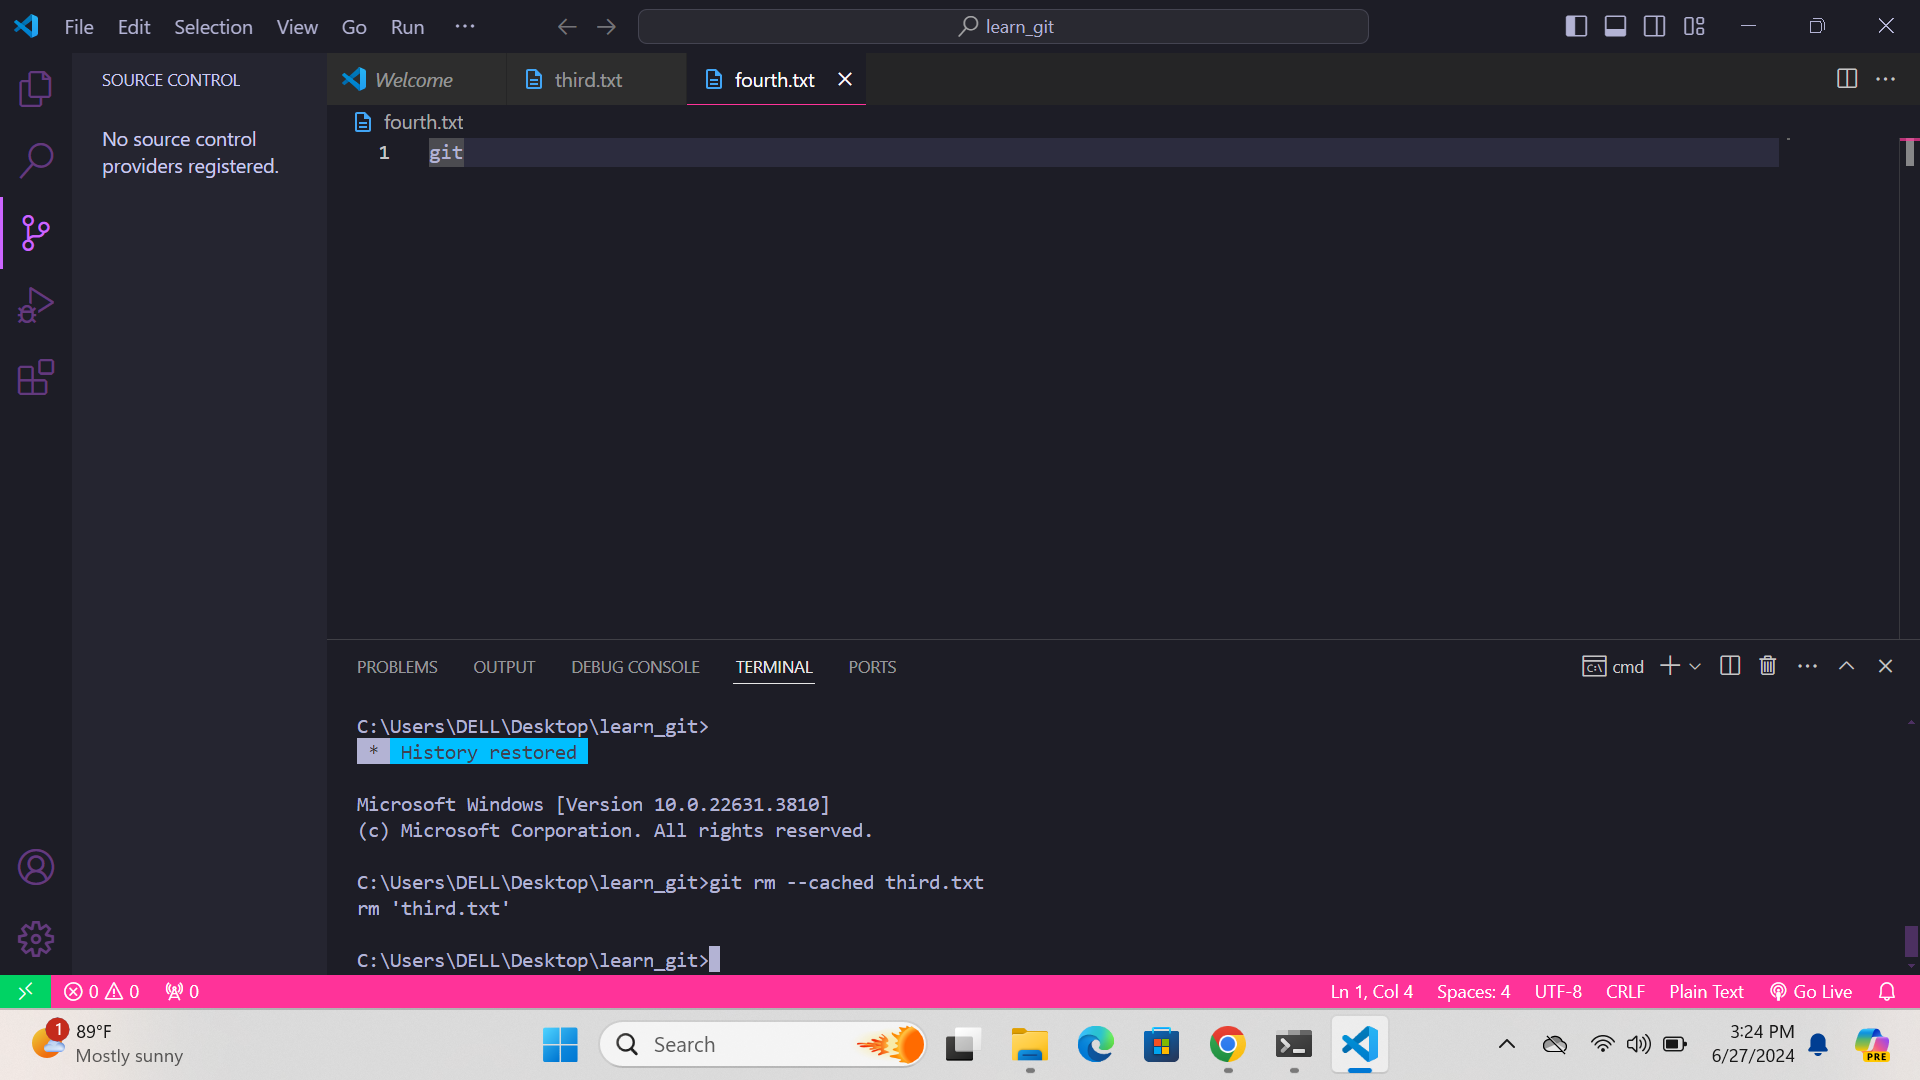 File Edit Selection View Go Run ···
learn_git
SOURCE CONTROL
No source control
providers registered.
Welcome third.txt fourth.txt
fourth.txt
1 git
PROBLEMS OUTPUT DEBUG CONSOLE TERMINAL PORTS
cmd
C:\Users\DELL\Desktop\learn_git>
* History restored
Microsoft Windows [Version 10.0.22631.3810]
(c) Microsoft Corporation. All rights reserved.
C:\Users\DELL\Desktop\learn_git>git rm --cached third.txt
rm 'third.txt'
C:\Users\DELL\Desktop\learn_git>
0 0 0 Ln 1, Col 4 Spaces: 4 UTF-8 CRLF Plain Text Go Live
1 89°F
Mostly sunny
Search
3:24 PM
6/27/2024
PRE